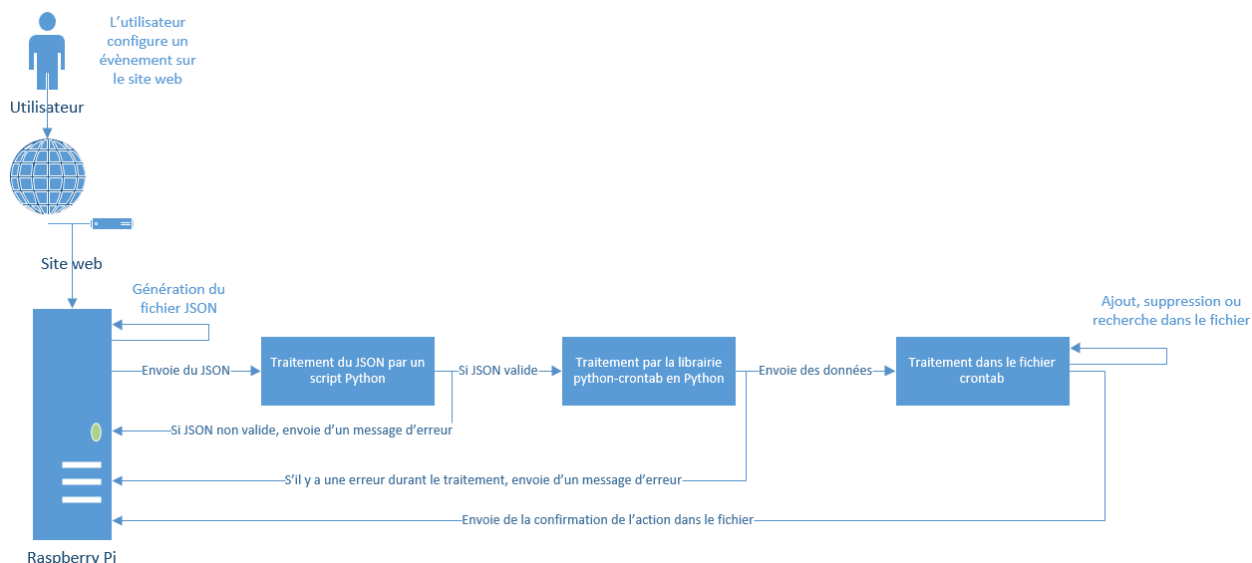 L’utilisateur
configure un
évènement sur
le site web
Utilisateur
Site web
Génération du
fichier JSON
Ajout, suppression ou
recherche dans le fichier
Envoie du JSON
Traitement du JSON par un
script Python
Si JSON valide
Traitement par la librairie
python-crontab en Python
Envoie des données
Traitement dans le fichier
crontab
Si JSON non valide, envoie d’un message d’erreur
S’il y a une erreur durant le traitement, envoie d’un message d’erreur
Envoie de la confirmation de l’action dans le fichier
Raspberry Pi